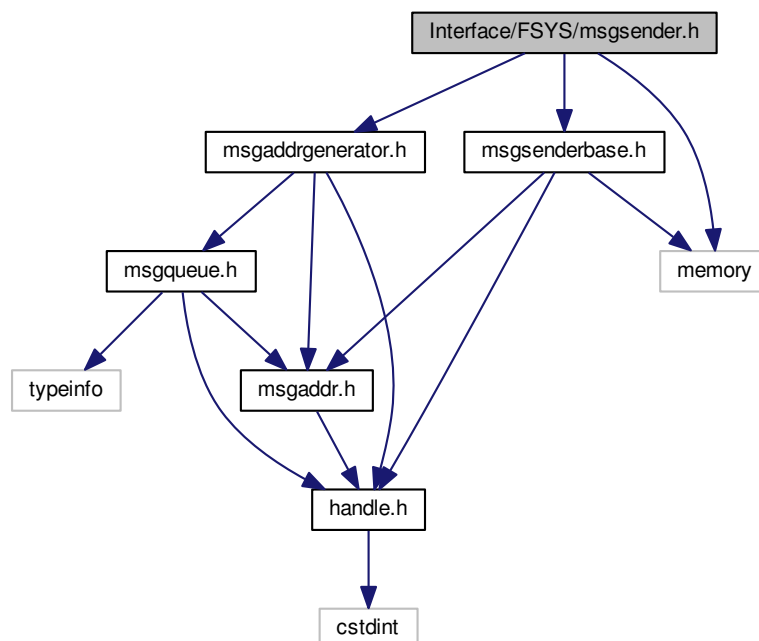 Interface/FSYS/msgsender.h
msgaddrgenerator.h
msgsenderbase.h
msgqueue.h
memory
typeinfo
msgaddr.h
handle.h
cstdint